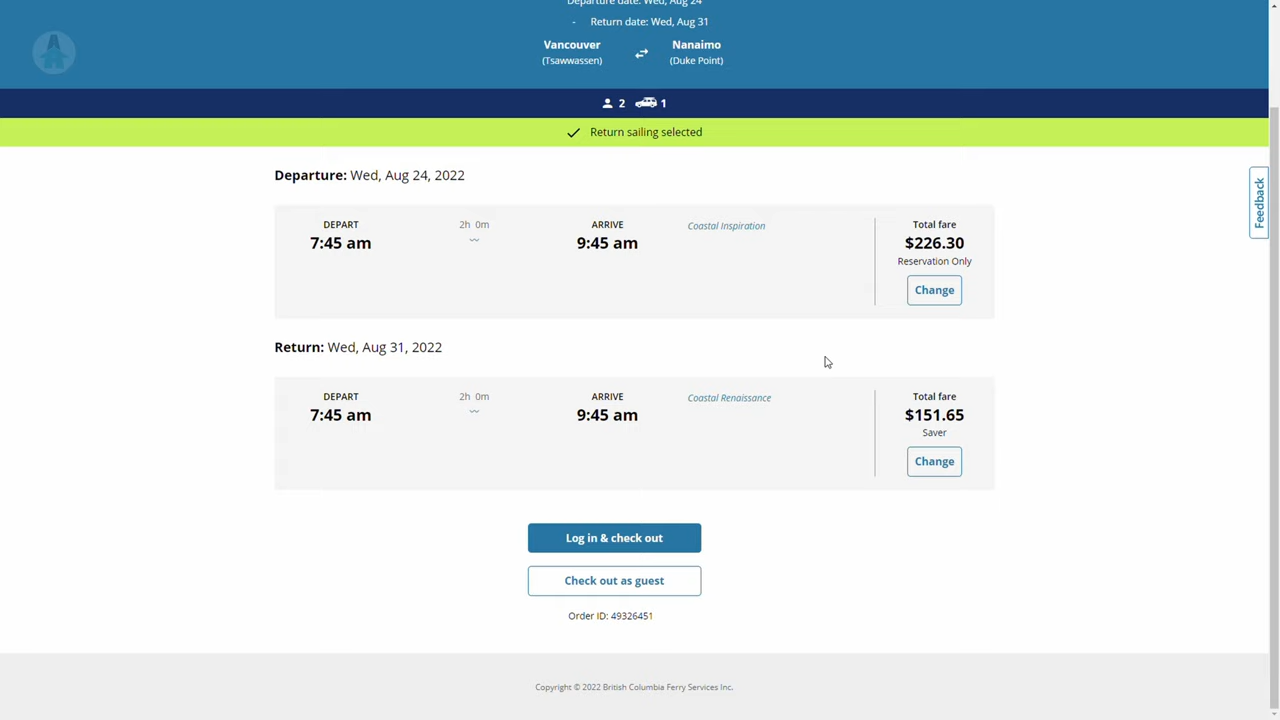 Departure date: Wed, Aug 24
- Return date: Wed, Aug 31
Vancouver Nanaimo
(Tsawwassen) (Duke Point)
2 1
Return sailing selected
Feedback
Departure: Wed, Aug 24, 2022
DEPART 2h 0m ARRIVE Coastal Inspiration Total fare
7:45 am 9:45 am $226.30
Reservation Only
Change
Return: Wed, Aug 31, 2022
DEPART 2h 0m ARRIVE Coastal Renaissance Total fare
7:45 am 9:45 am $151.65
Saver
Change
Log in & check out
Check out as guest
Order ID: 49326451
Copyright © 2022 British Columbia Ferry Services Inc.